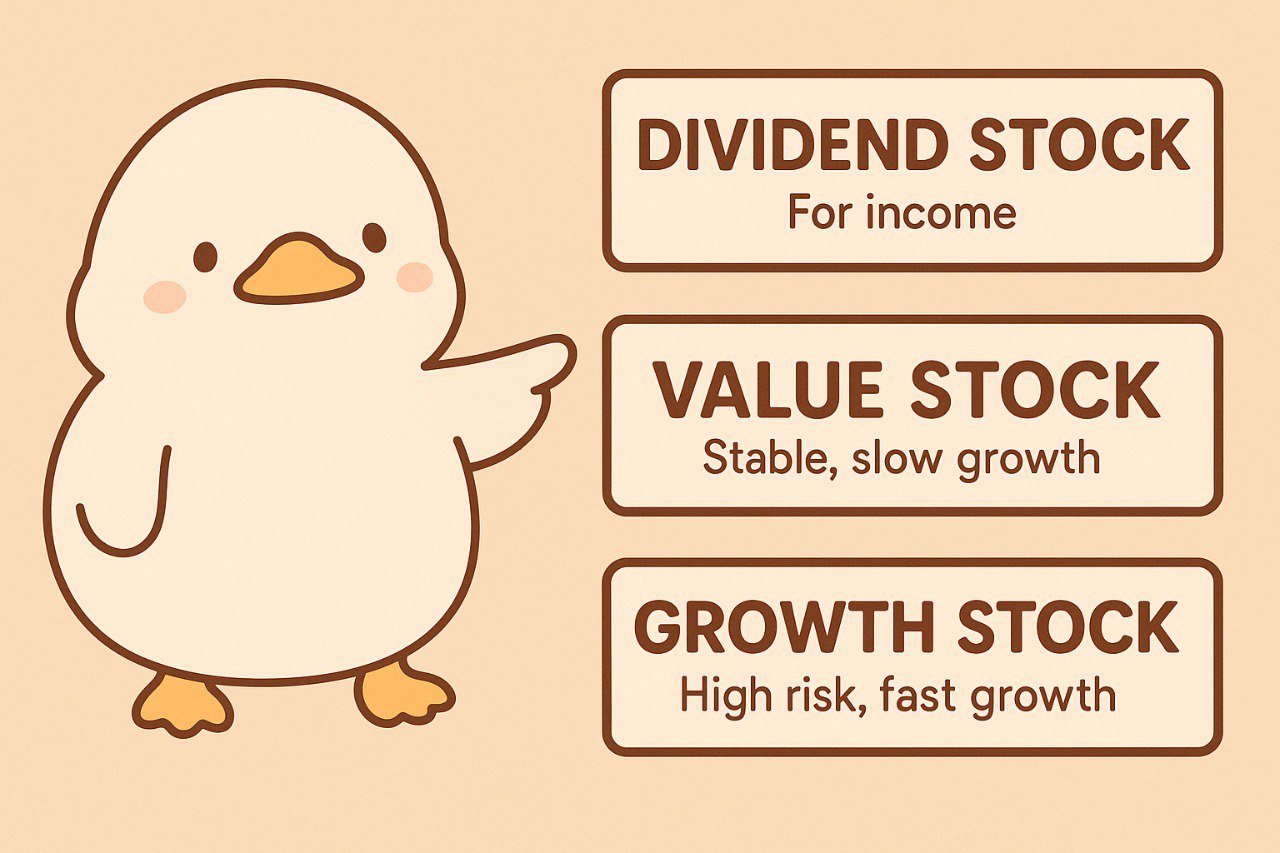 DIVIDEND STOCK
For income
VALUE STOCK
Stable, slow growth
GROWTH STOCK
High risk, fast growth